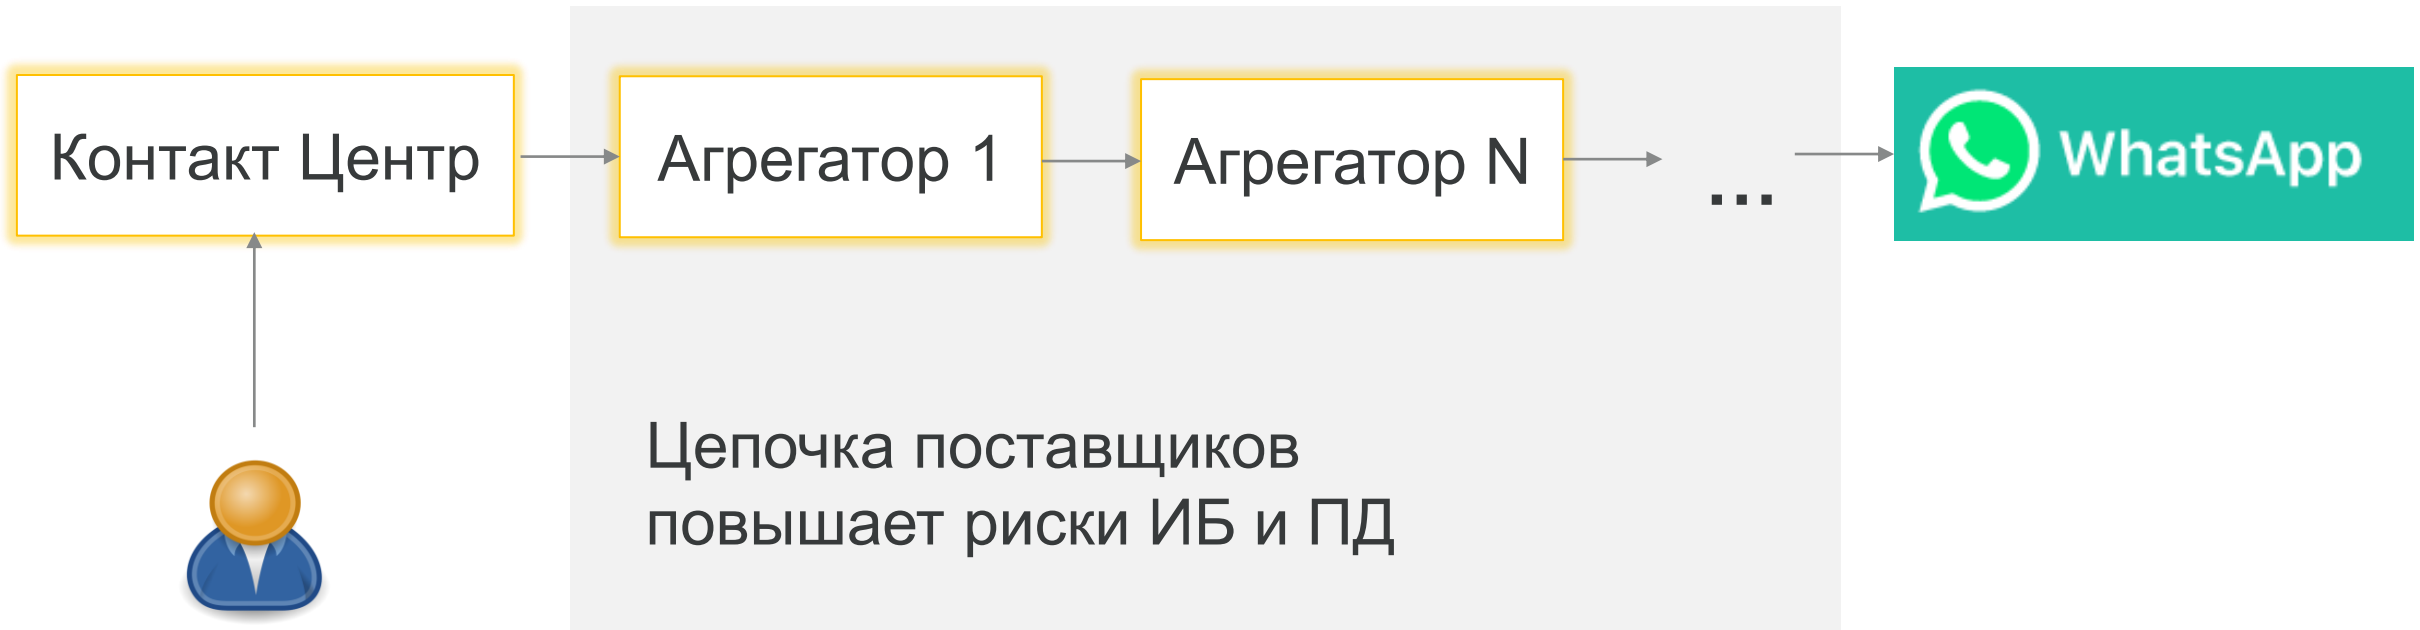 Контакт Центр
Агрегатор 1
Агрегатор N
...
WhatsApp
Цепочка поставщиков
повышает риски ИБ и ПД